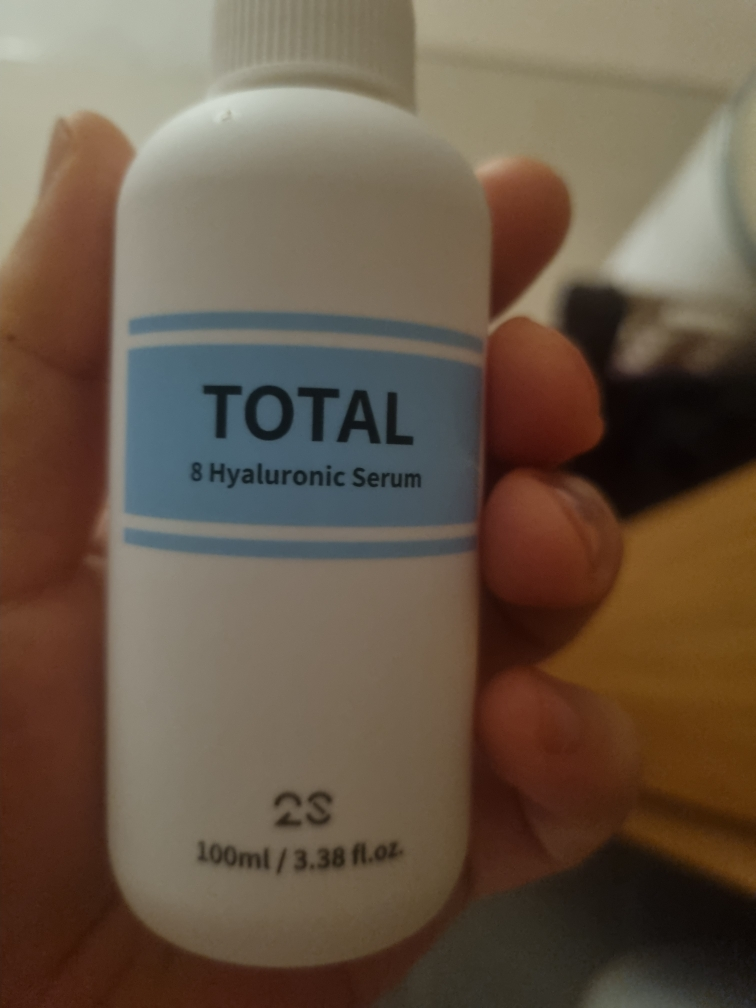 TOTAL
8 Hyaluronic Serum
2S
100ml / 3.38 fl.oz.